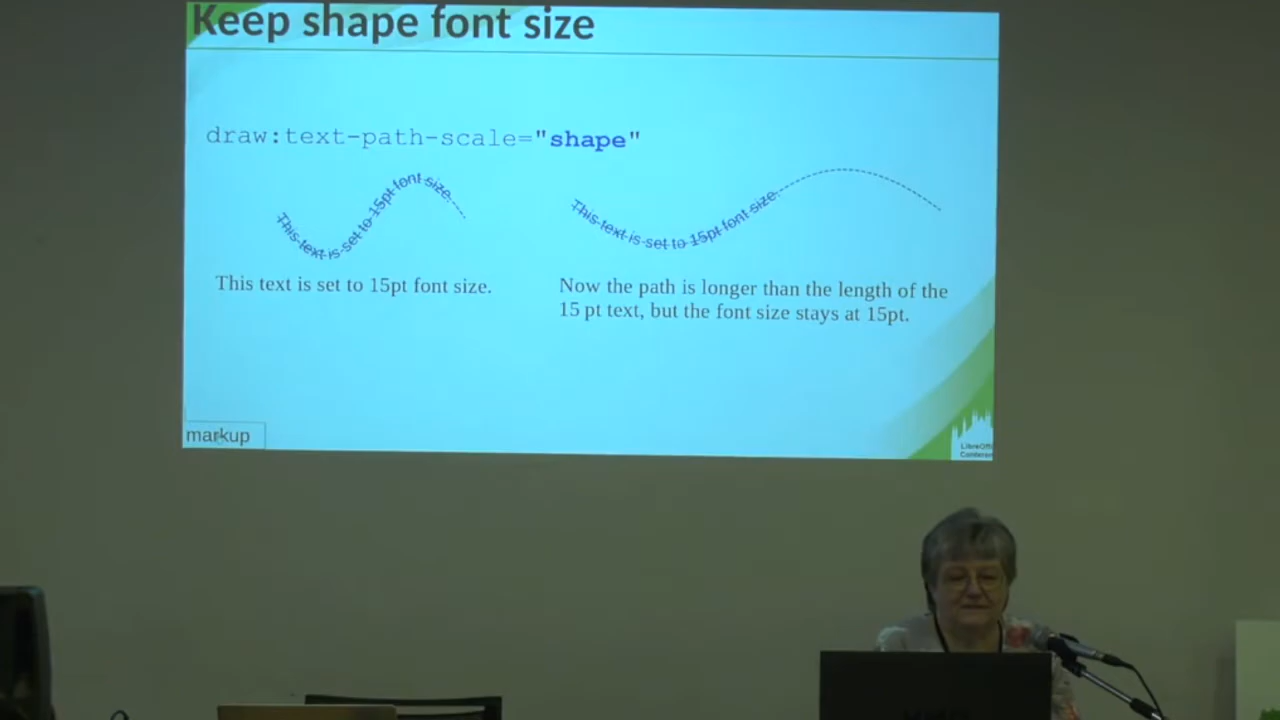 Keep shape font size
draw:text-path-scale="shape"
This text is set to 15pt font size.
This text is set to 15pt font size.
This text is set to 15pt font size.
Now the path is longer than the length of the
15 pt text, but the font size stays at 15pt.
markup